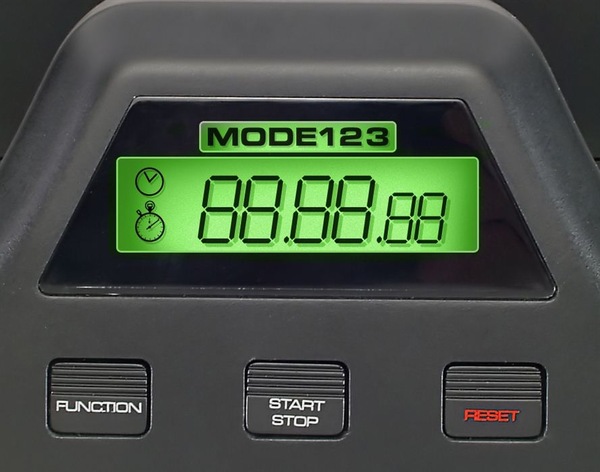 MODE123
88.88.88
FUNCTION
START
STOP
RESET